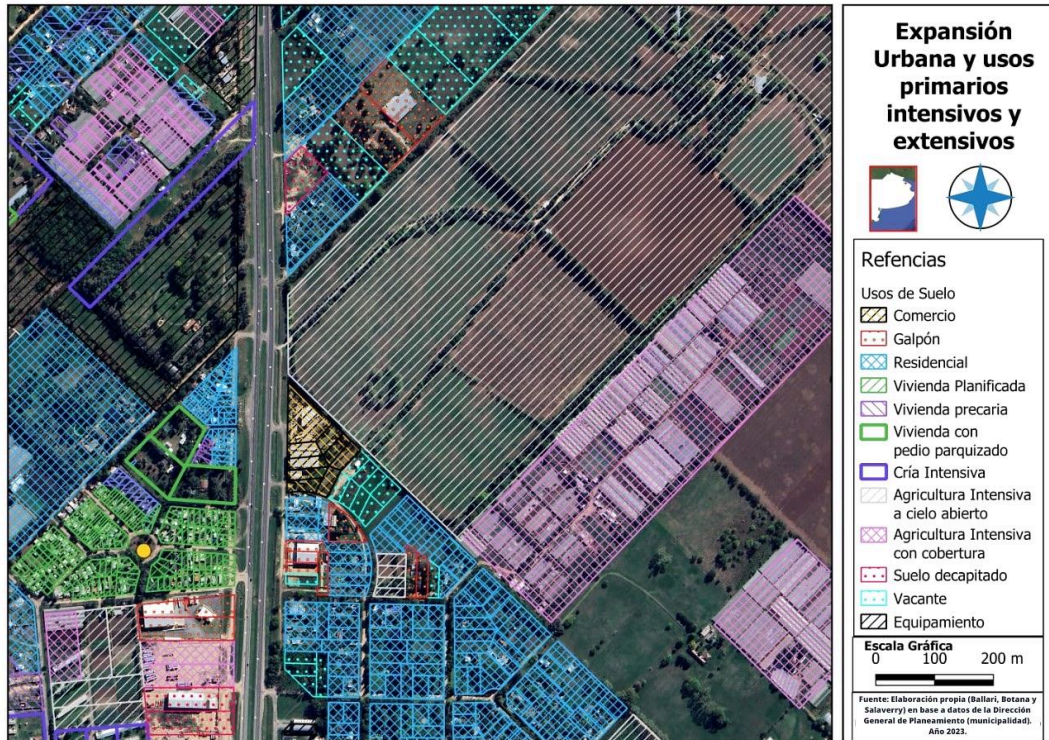 Expansión
Urbana y usos
primarios
intensivos y
extensivos
Refencias
Usos de Suelo
Comercio
Galpón
Residencial
Vivienda Planificada
Vivienda precaria
Vivienda con
pedio parquizado
Cría Intensiva
Agricultura Intensiva
a cielo abierto
Agricultura Intensiva
con cobertura
Suelo decapitado
Vacante
Equipamiento
Escala Gráfica
0 100 200 m
Fuente: Elaboración propia (Ballari, Botana y
Salaverry) en base a datos de la Dirección
General de Planeamiento (municipalidad).
Año 2023.